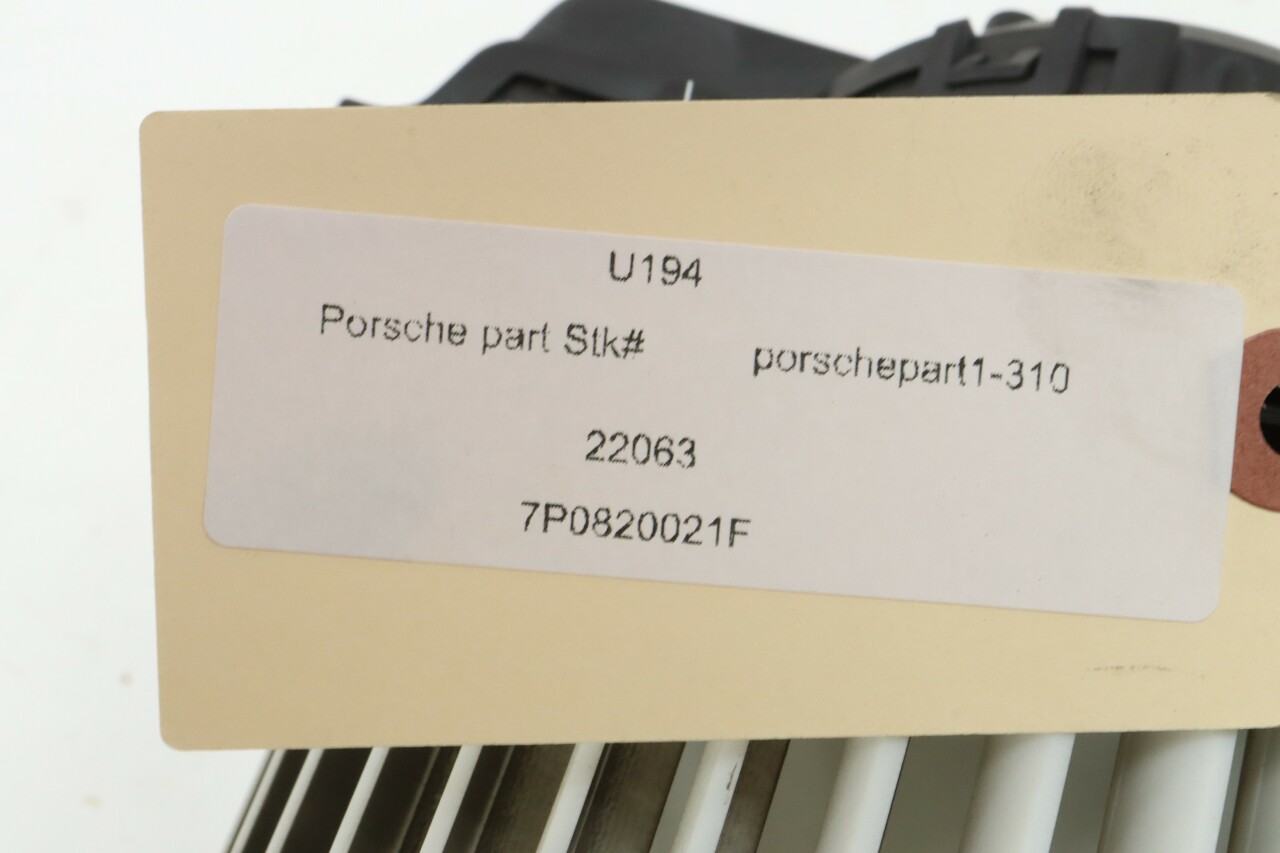 U194
Porsche part Stk# porschepart1-310
22063
7P0820021F